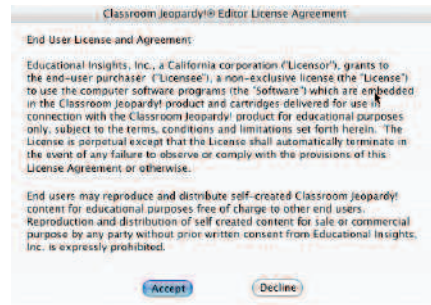 Classroom Jeopardy!® Editor License Agreement
End User License and Agreement
Educational Insights, Inc., a California corporation ("Licensor"), grants to
the end-user purchaser ("Licensee"), a non-exclusive license (the "License")
to use the computer software programs (the "Software") which are embedded
in the Classroom Jeopardy! product and cartridges delivered for use in
connection with the Classroom Jeopardy! product for educational purposes
only, subject to the terms, conditions and limitations set forth herein. The
License is perpetual except that the License shall automatically terminate in
the event of any failure to observe or comply with the provisions of this
License Agreement or otherwise.
End users may reproduce and distribute self-created Classroom Jeopardy!
content for educational purposes free of charge to other end users.
Reproduction and distribution of self created content for sale or commercial
purpose by any party without prior written consent from Educational Insights,
Inc. is expressly prohibited.
Accept Decline